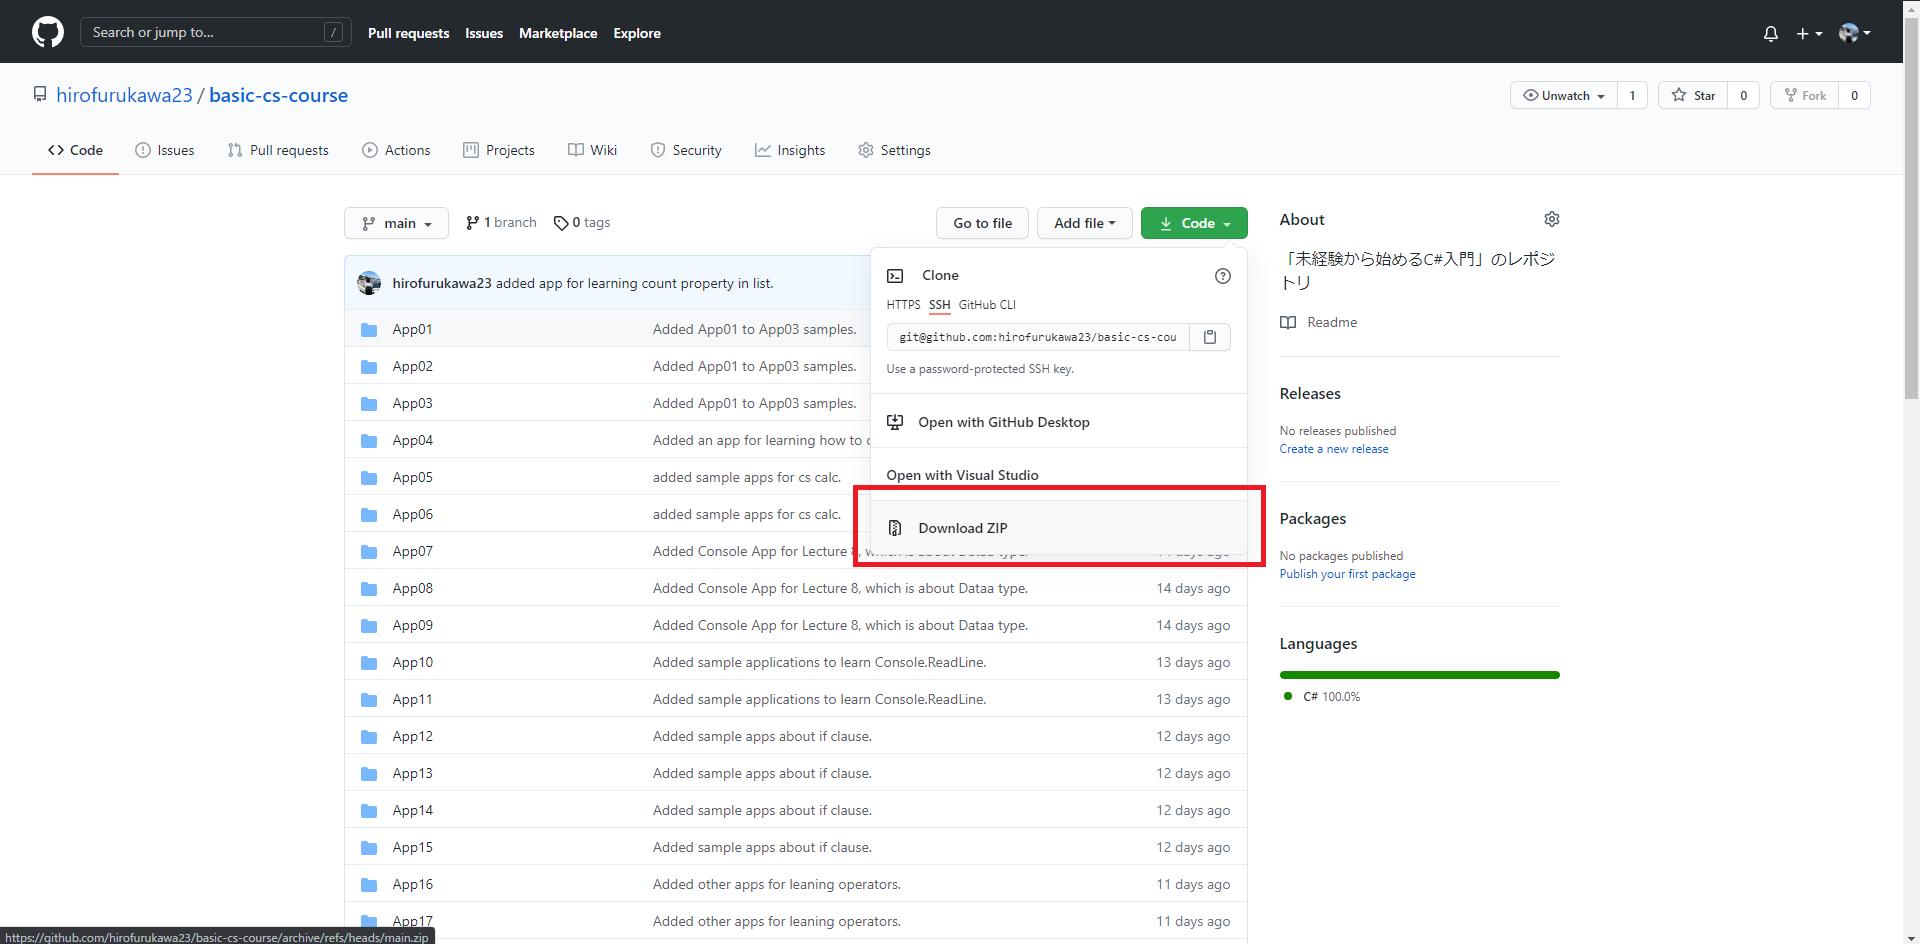 Search or jump to... /
Pull requests Issues Marketplace Explore
hirofurukawa23 / basic-cs-course
Unwatch 1 Star 0 Fork 0
Code Issues Pull requests Actions Projects Wiki Security Insights Settings
main 1 branch 0 tags
Go to file Add file Code
hirofurukawa23 added app for learning count property in list.
App01 Added App01 to App03 samples.
App02 Added App01 to App03 samples.
App03 Added App01 to App03 samples.
App04 Added an app for learning how to
App05 added sample apps for cs calc.
App06 added sample apps for cs calc.
App07 Added Console App for Lecture 8, which is about Dataa type.
App08 Added Console App for Lecture 8, which is about Dataa type. 14 days ago
App09 Added Console App for Lecture 8, which is about Dataa type. 14 days ago
App10 Added sample applications to learn Console.ReadLine. 13 days ago
App11 Added sample applications to learn Console.ReadLine. 13 days ago
App12 Added sample apps about if clause. 12 days ago
App13 Added sample apps about if clause. 12 days ago
App14 Added sample apps about if clause. 12 days ago
App15 Added sample apps about if clause. 12 days ago
App16 Added other apps for leaning operators. 11 days ago
App17 Added other apps for leaning operators. 11 days ago
Clone
HTTPS SSH GitHub CLI
git@github.com:hirofurukawa23/basic-cs-cou
Use a password-protected SSH key.
Open with GitHub Desktop
Open with Visual Studio
Download ZIP
About
「未経験から始めるC#入門」のレポジ
トリ
Readme
Releases
No releases published
Create a new release
Packages
No packages published
Publish your first package
Languages
C# 100.0%
https://github.com/hirofurukawa23/basic-cs-course/archive/refs/heads/main.zip